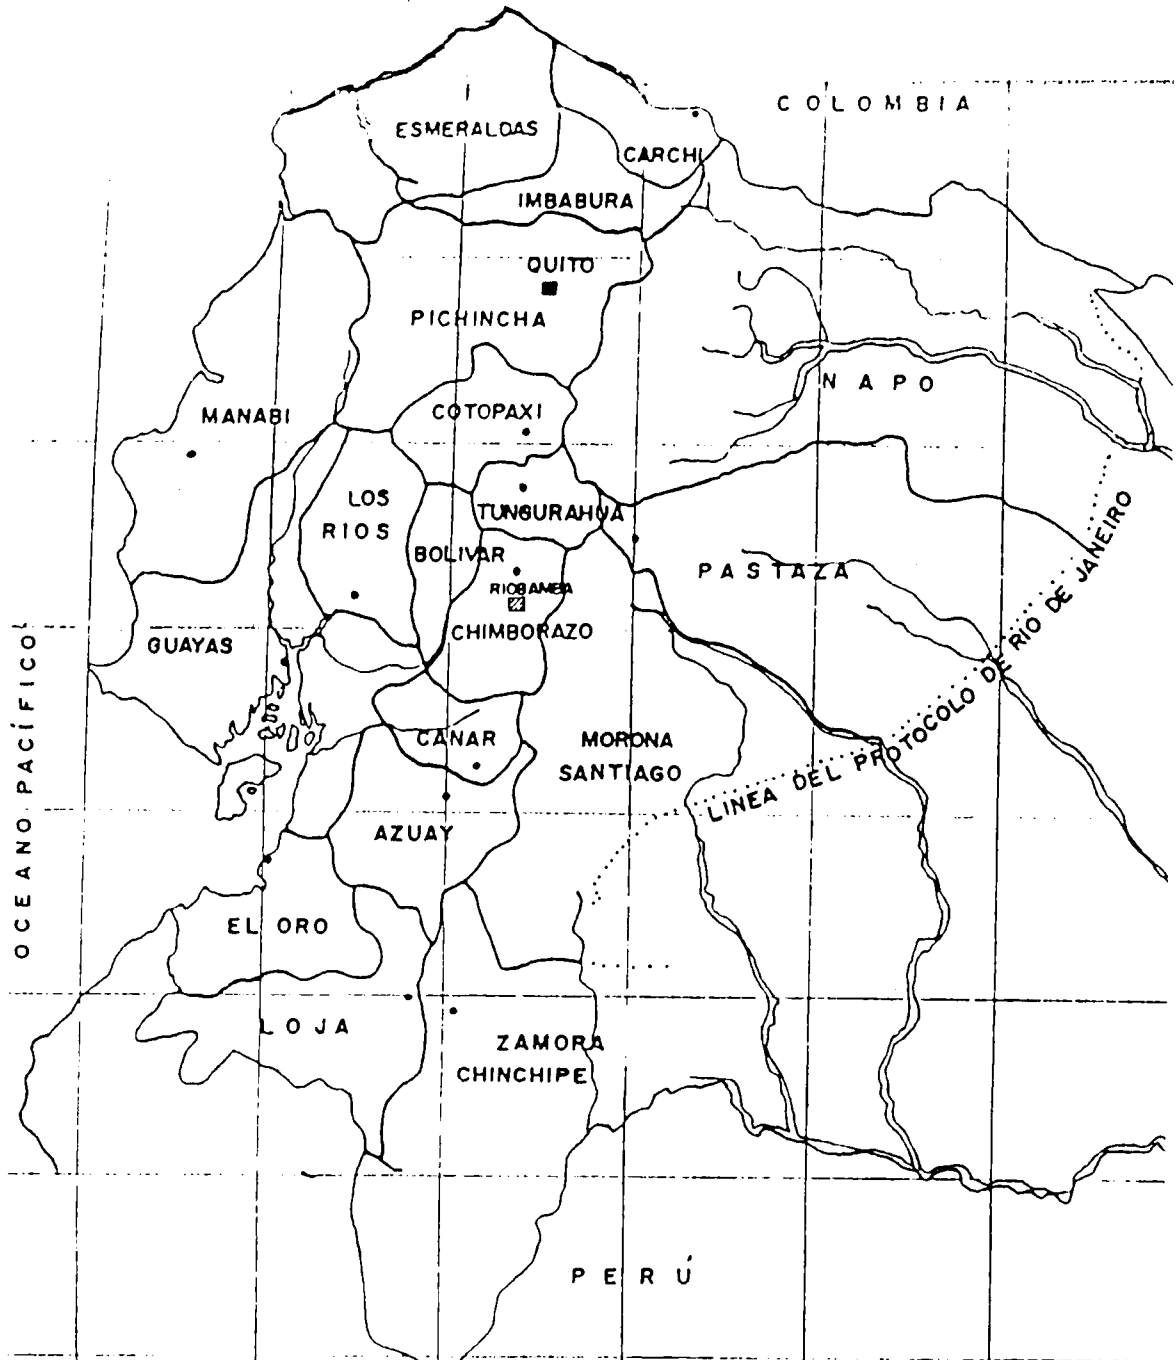 COLOMBIA
ESMERALDAS
CARCHI
IMBABURA
QUITO
PICHINCHA
NAPO
COTOPAXI
MANABI
LOS
RIOS
TUNGURAHUA
BOLIVAR
PASTAZA
RIOBAMBA
CHIMBORAZO
GUAYAS
OCEANO PACÍFICO
CANAR
MORONA
SANTIAGO
LINEA DEL PROTOCOLO DE RIO DE JANEIRO
AZUAY
EL ORO
LOJA
ZAMORA
CHINCHIPE
PERÚ